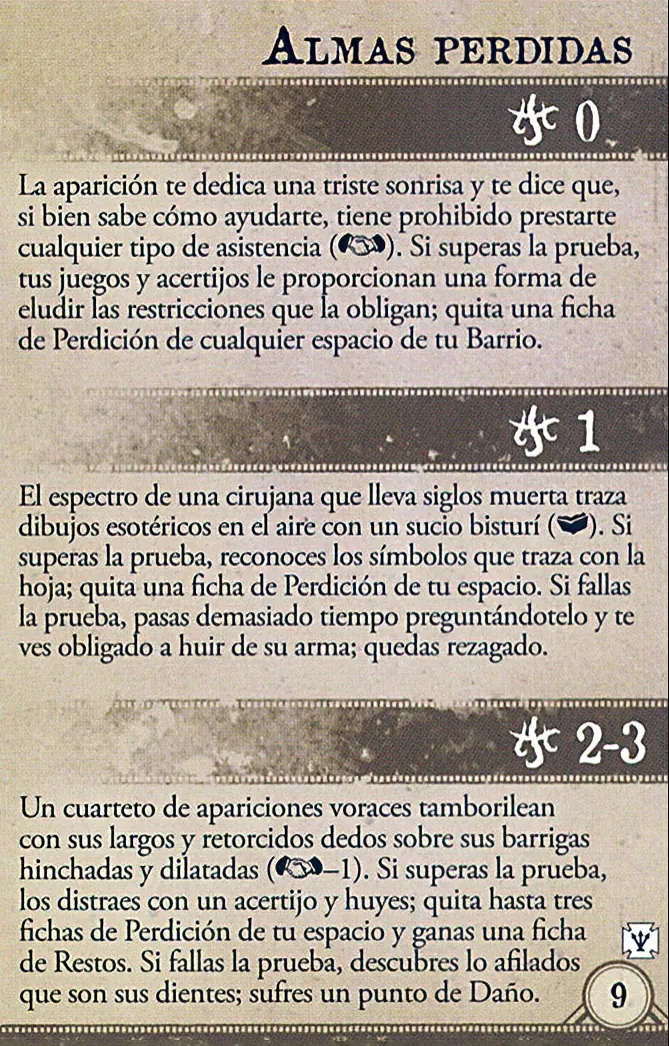 ALMAS PERDIDAS
0
La aparición te dedica una triste sonrisa y te dice que,
si bien sabe cómo ayudarte, tiene prohibido prestarte
cualquier tipo de asistencia (). Si superas la prueba,
tus juegos y acertijos le proporcionan una forma de
eludir las restricciones que la obligan; quita una ficha
de Perdición de cualquier espacio de tu Barrio.
1
El espectro de una cirujana que lleva siglos muerta traza
dibujos esotéricos en el aire con un sucio bisturí (). Si
superas la prueba, reconoces los símbolos que traza con la
hoja; quita una ficha de Perdición de tu espacio. Si fallas
la prueba, pasas demasiado tiempo preguntándotelo y te
ves obligado a huir de su arma; quedas rezagado.
2-3
Un cuarteto de apariciones voraces tamborilean
con sus largos y retorcidos dedos sobre sus barrigas
hinchadas y dilatadas (–1). Si superas la prueba,
los distraes con un acertijo y huyes; quita hasta tres
fichas de Perdición de tu espacio y ganas una ficha
de Restos. Si fallas la prueba, descubres lo afilados
que son sus dientes; sufres un punto de Daño.
9